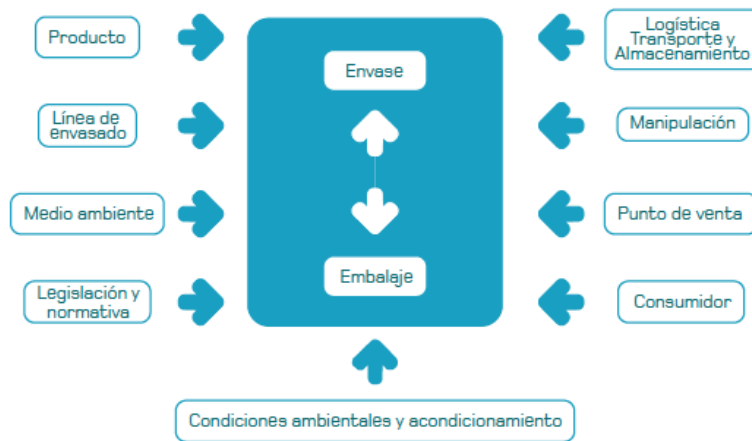 Producto
Línea de
envasado
Medio ambiente
Legislación y
normativa
Envase
Embalaje
Logística
Transporte y
Almacenamiento
Manipulación
Punto de venta
Consumidor
Condiciones ambientales y acondicionamiento